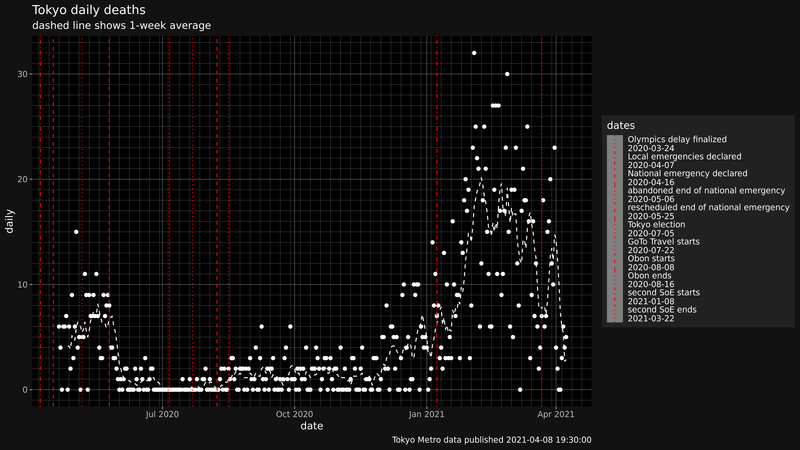 Tokyo daily deaths
dashed line shows 1-week average
daily
30
20
10
0
Jul 2020
Oct 2020
Jan 2021
Apr 2021
date
Tokyo Metro data published 2021-04-08 19:30:00
dates
Olympics delay finalized
2020-03-24
Local emergencies declared
2020-04-07
National emergency declared
2020-04-16
abandoned end of national emergency
2020-05-06
rescheduled end of national emergency
2020-05-25
Tokyo election
2020-07-05
GoTo Travel starts
2020-07-22
Obon starts
2020-08-08
Obon ends
2020-08-16
second SoE starts
2021-01-08
second SoE ends
2021-03-22